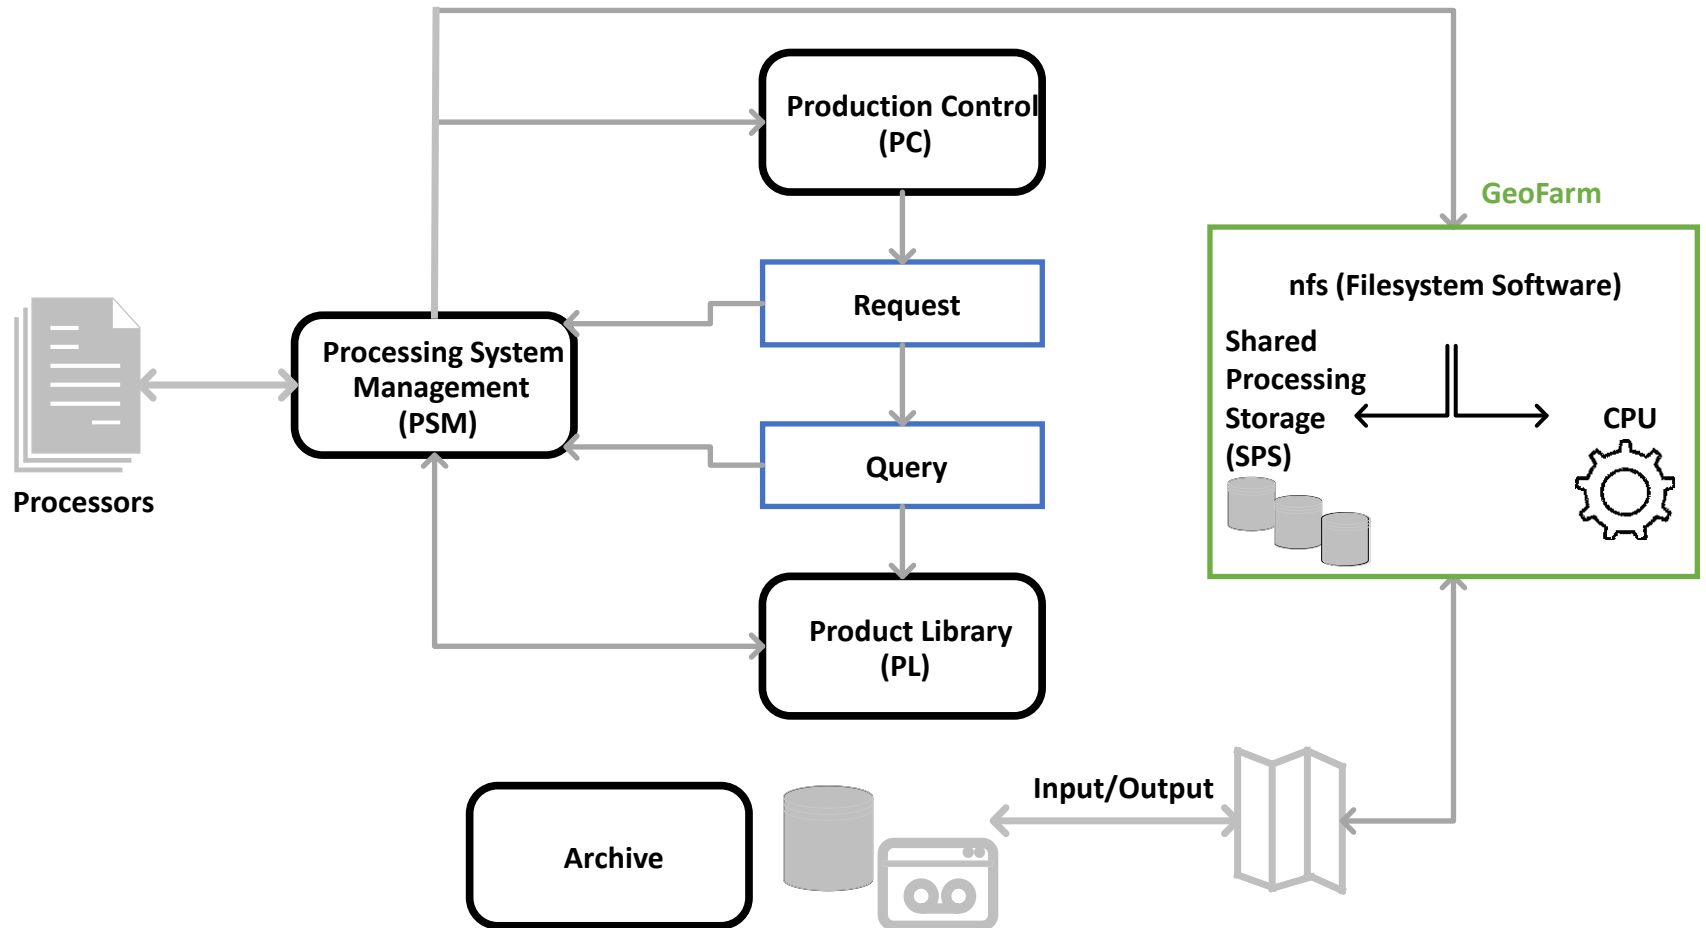 Production Control
(PC)
GeoFarm
Request
nfs (Filesystem Software)
Processing System
Management
(PSM)
Shared
Processing
Storage
(SPS)
CPU
Query
Processors
Product Library
(PL)
Input/Output
Archive